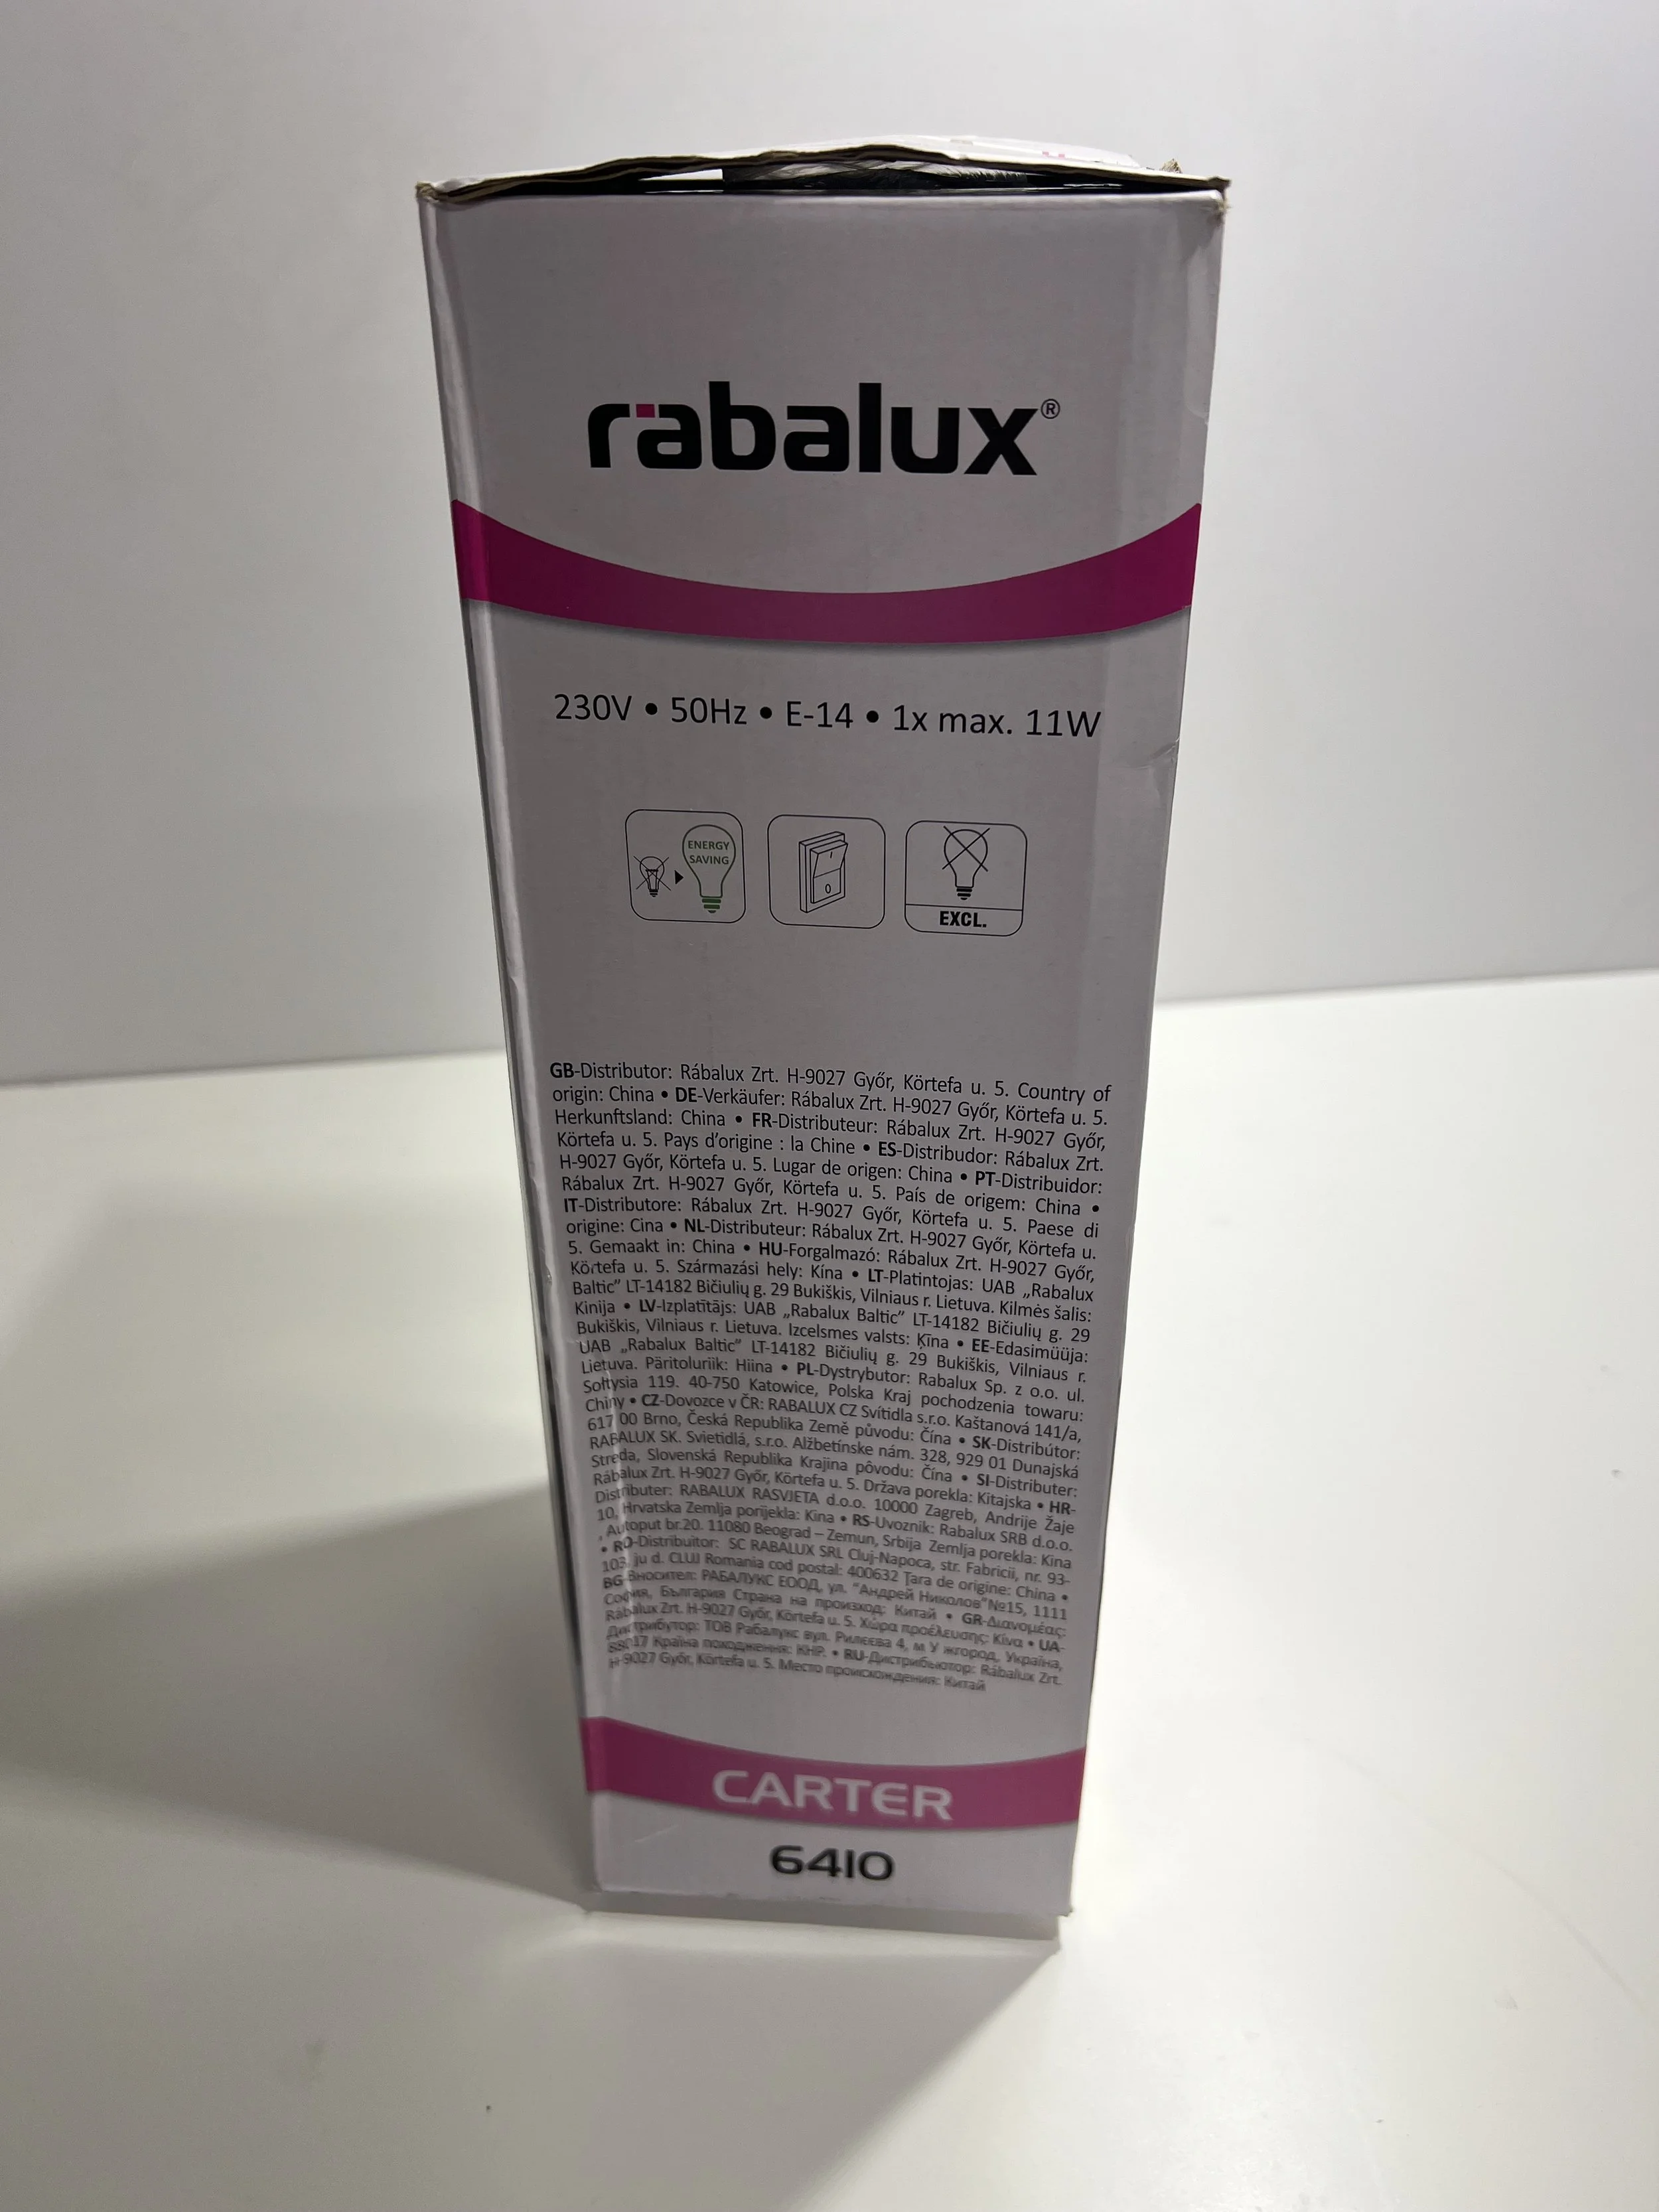 rabalux®
230V • 50Hz • E-14 • 1x max. 11W
ENERGY
SAVING
EXCL.
GB-Distributor: Rábalux Zrt. H-9027 Győr, Körtefa u. 5. Country of
origin: China • DE-Verkäufer: Rábalux Zrt. H-9027 Győr, Körtefa u. 5.
Herkunftsland: China • FR-Distributeur: Rábalux Zrt. H-9027 Győr,
Körtefa u. 5. Pays d'origine : la Chine • ES-Distribudor: Rábalux Zrt.
H-9027 Győr, Körtefa u. 5. Lugar de origen: China • PT-Distribuidor:
Rábalux Zrt. H-9027 Győr, Körtefa u. 5. País de origem: China •
IT-Distributore: Rábalux Zrt. H-9027 Győr, Körtefa u. 5. Paese di
origine: Cina • NL-Distributeur: Rábalux Zrt. H-9027 Győr, Körtefa u.
5. Gemaakt in: China • HU-Forgalmazó: Rábalux Zrt. H-9027 Győr,
Körtefa u. 5. Származási hely: Kína • LT-Platintojas: UAB „Rabalux
Baltic" LT-14182 Bičiulių g. 29 Bukiškis, Vilniaus r. Lietuva. Kilmės šalis:
Kinija • LV-Izplatītājs: UAB „Rabalux Baltic" LT-14182 Bičiulių g. 29
Bukiškis, Vilniaus r. Lietuva. Izcelsmes valsts: Ķīna • EE-Edasimüüja:
UAB „Rabalux Baltic" LT-14182 Bičiulių g. 29 Bukiškis, Vilniaus r.
Lietuva. Päritoluriik: Hiina • PL-Dystrybutor: Rabalux Sp. z o.o. ul.
Sołtysia 119. 40-750 Katowice, Polska Kraj pochodzenia towaru:
Chiny • CZ-Dovozce v ČR: RABALUX CZ Svítidla s.r.o. Kaštanová 141/a,
617 00 Brno, Česká Republika Země původu: Čína • SK-Distribútor:
RABALUX SK. Svietidlá, s.r.o. Alžbetínske nám. 328, 929 01 Dunajská
Streda, Slovenská Republika Krajina pôvodu: Čína • SI-Distributer:
Rábalux Zrt. H-9027 Győr, Körtefa u. 5. Država porekla: Kitajska • HR-
Distributer: RABALUX RASVJETA d.o.o. 10000 Zagreb, Andrije Žaje
10, Hrvatska Zemlja porijekla: Kina • RS-Uvoznik: Rabalux SRB d.o.o.
, Autoput br.20. 11080 Beograd – Zemun, Srbija Zemlja porekla: Kina
• RO-Distribuitor: SC RABALUX SRL Cluj-Napoca, str. Fabricii, nr. 93-
103, ju d. CLUJ Romania cod postal: 400632 Țara de origine: China •
BG-Вносител: РАБАЛУКС ЕООД, ул. "Андрей Николов"№15, 1111
София, България Страна на произход: Китай • GR-Διανομέας:
Rábalux Zrt. H-9027 Győr, Körtefa u. 5. Χώρα προέλευσης: Κίνα • UA-
Дистрибутор: ТОВ Рабалукс вул. Рилєєва 4, м У жгород, Україна,
88017 Країна походження: КНР. • RU-Дистрибьютор: Rábalux Zrt.
H-9027 Győr, Körtefa u. 5. Место происхождения: Китай
CARTER
6410